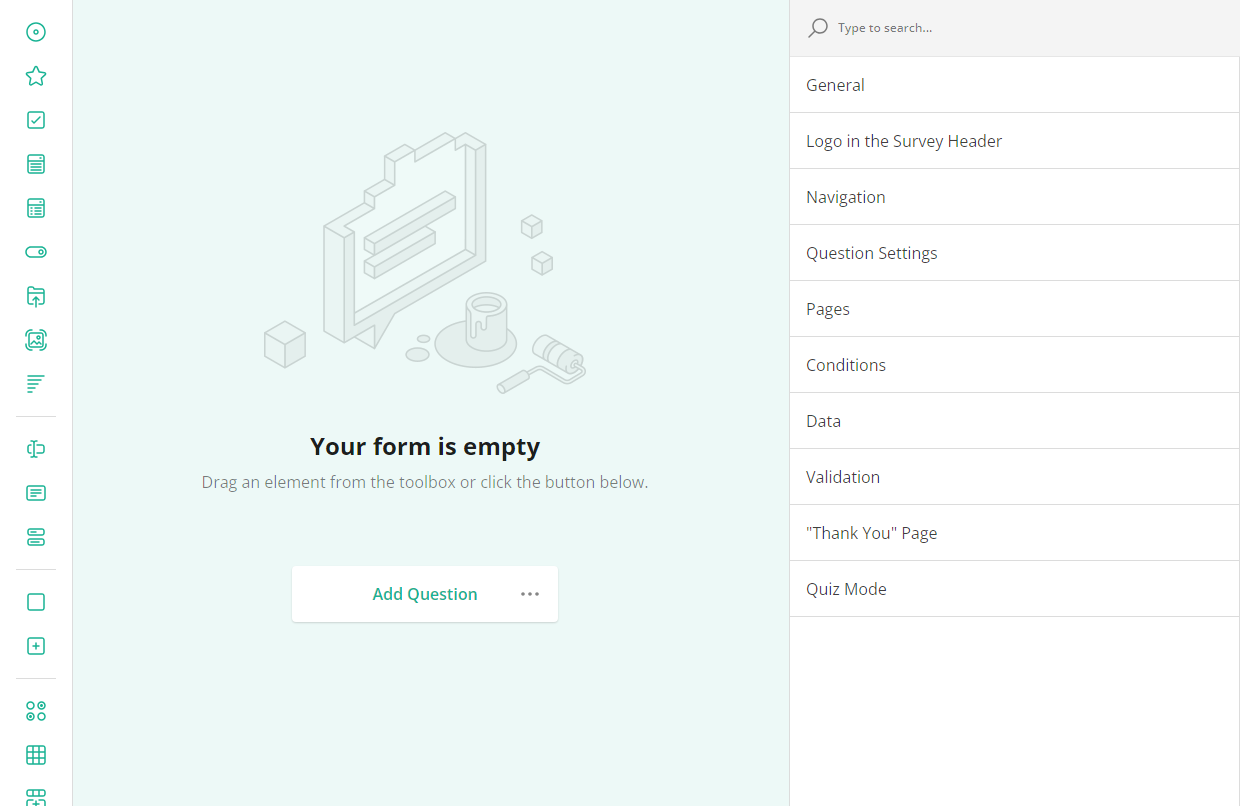 Type to search...
General
Logo in the Survey Header
Navigation
Question Settings
Pages
Conditions
Data
Validation
"Thank You" Page
Quiz Mode
Your form is empty
Drag an element from the toolbox or click the button below.
Add Question